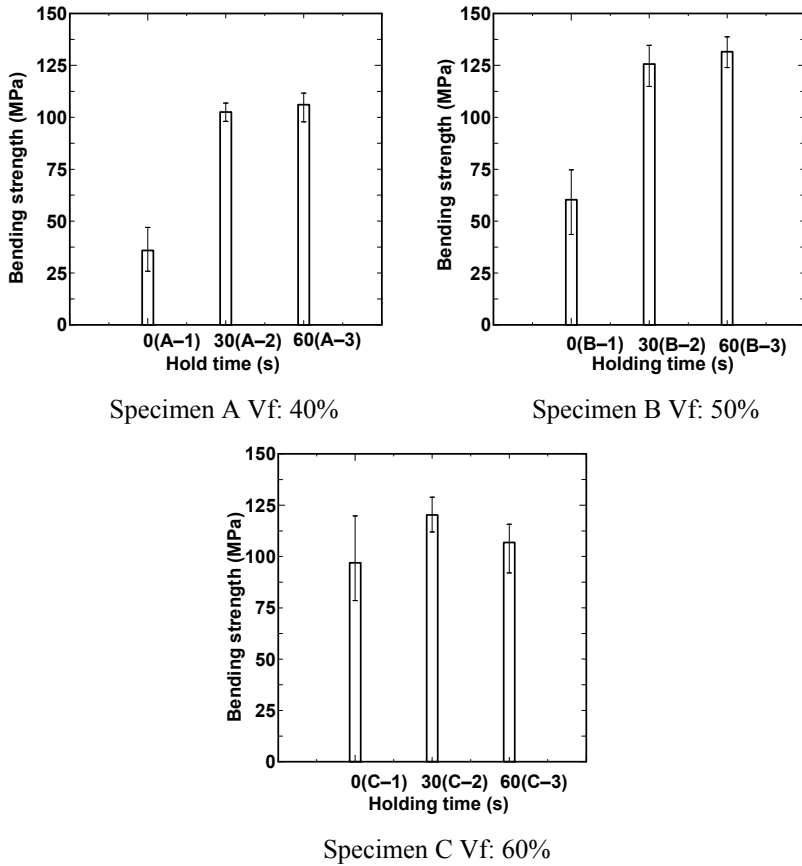 Bending strength (MPa)
150
125
100
75
50
25
0
0(A–1) 30(A–2) 60(A–3)
Hold time (s)
Specimen A Vf: 40%
Bending strength (MPa)
150
125
100
75
50
25
0
0(B–1) 30(B–2) 60(B–3)
Holding time (s)
Specimen B Vf: 50%
Bending strength (MPa)
150
125
100
75
50
25
0
0(C–1) 30(C–2) 60(C–3)
Holding time (s)
Specimen C Vf: 60%